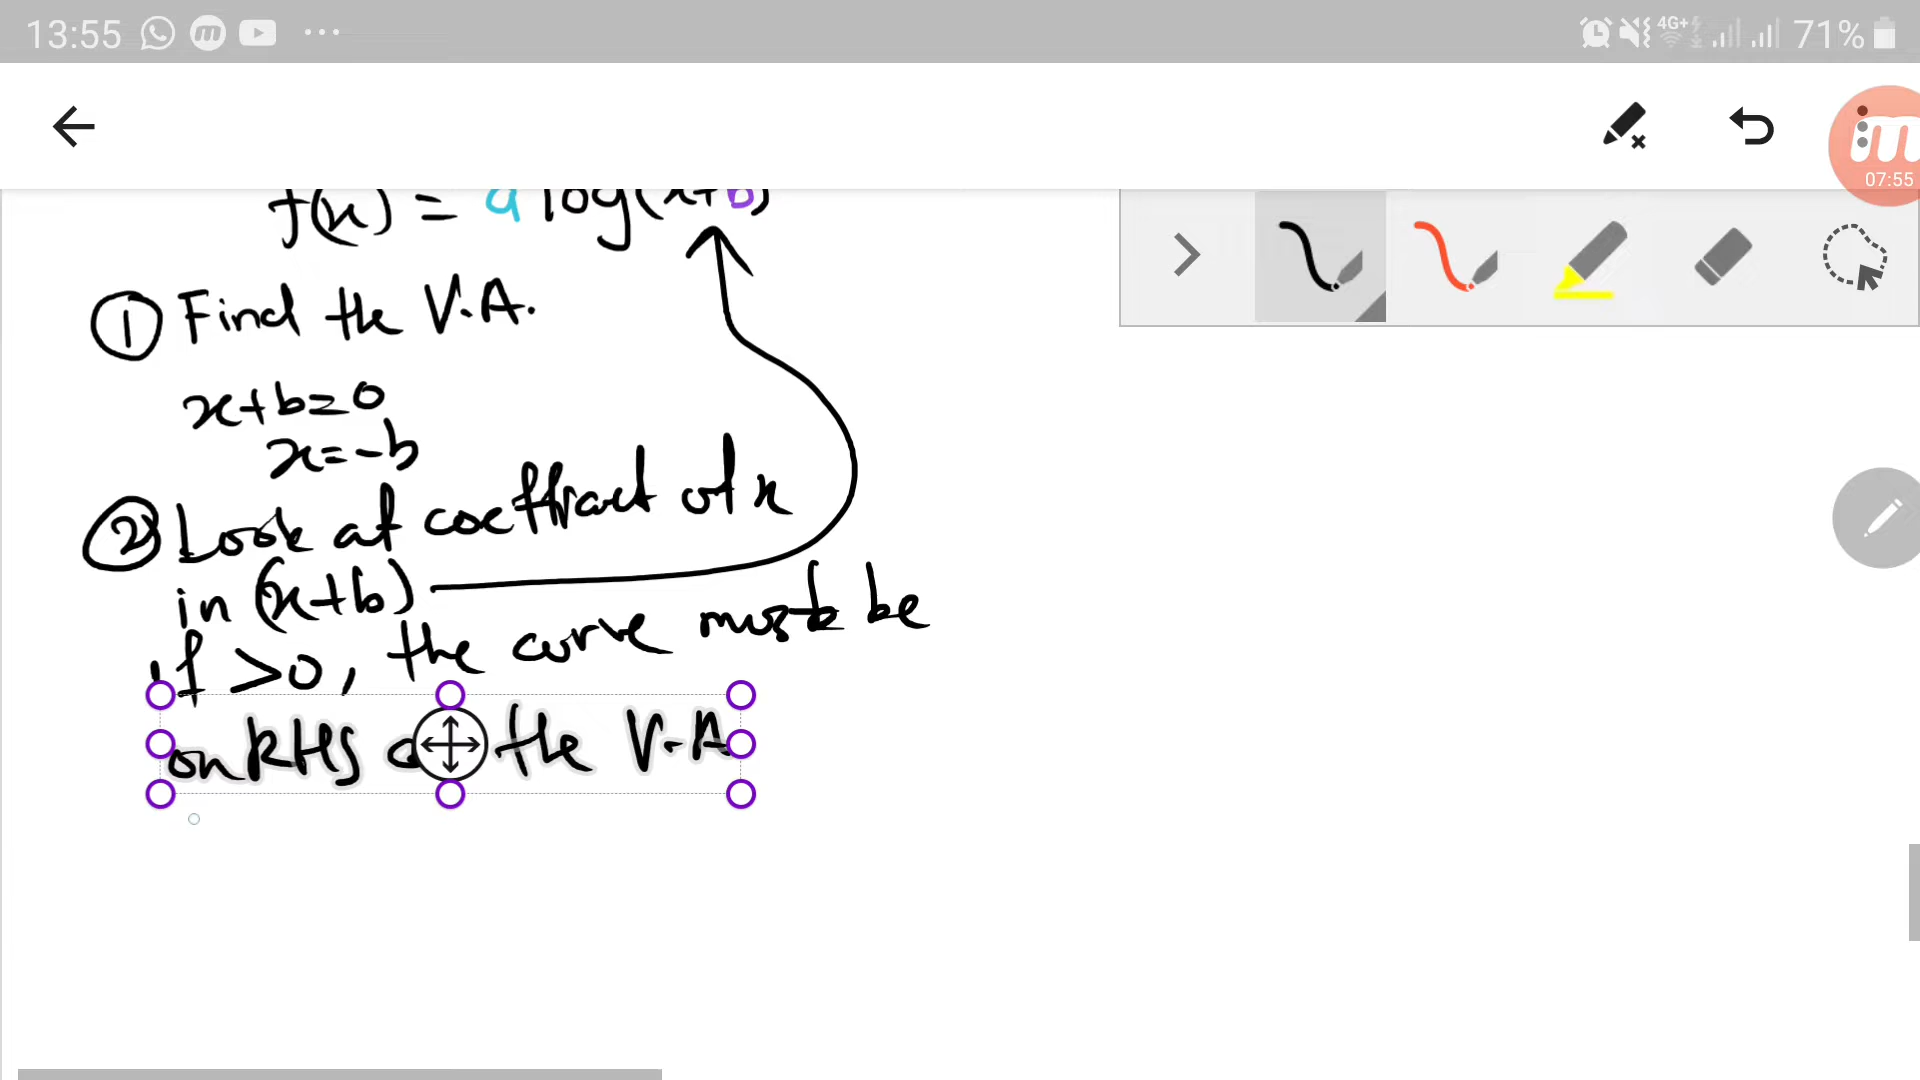 13:55
4G+
71%
07:55
f(x) = a log(x+b)
① Find the V.A.
x+b=0
x=-b
② Look at coefficient of x
in (x+b)
if >0, the curve must be
on RHS the V.A